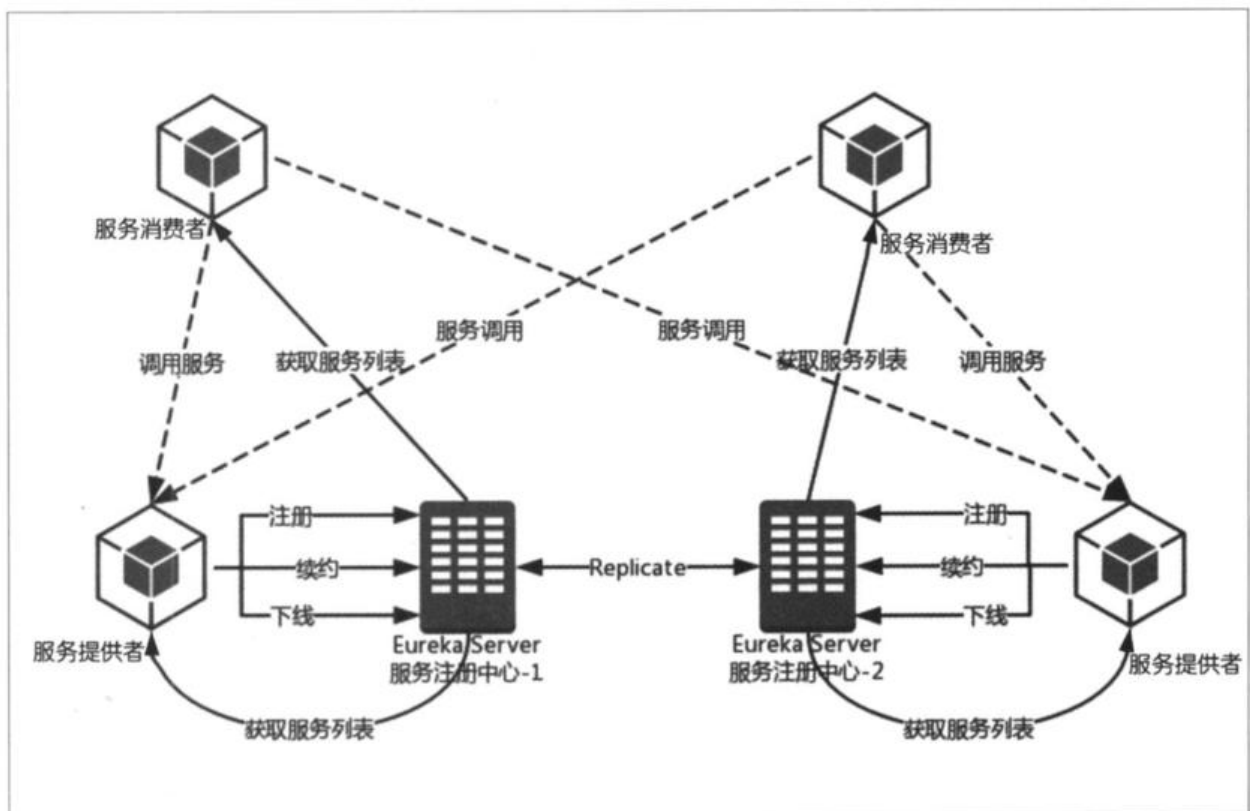 服务消费者
服务消费者
服务调用
服务调用
调用服务
获取服务列表
获取服务列表
调用服务
注册
注册
续约
Replicate
续约
下线
下线
Eureka Server
服务注册中心-1
Eureka Server
服务注册中心-2
服务提供者
服务提供者
获取服务列表
获取服务列表